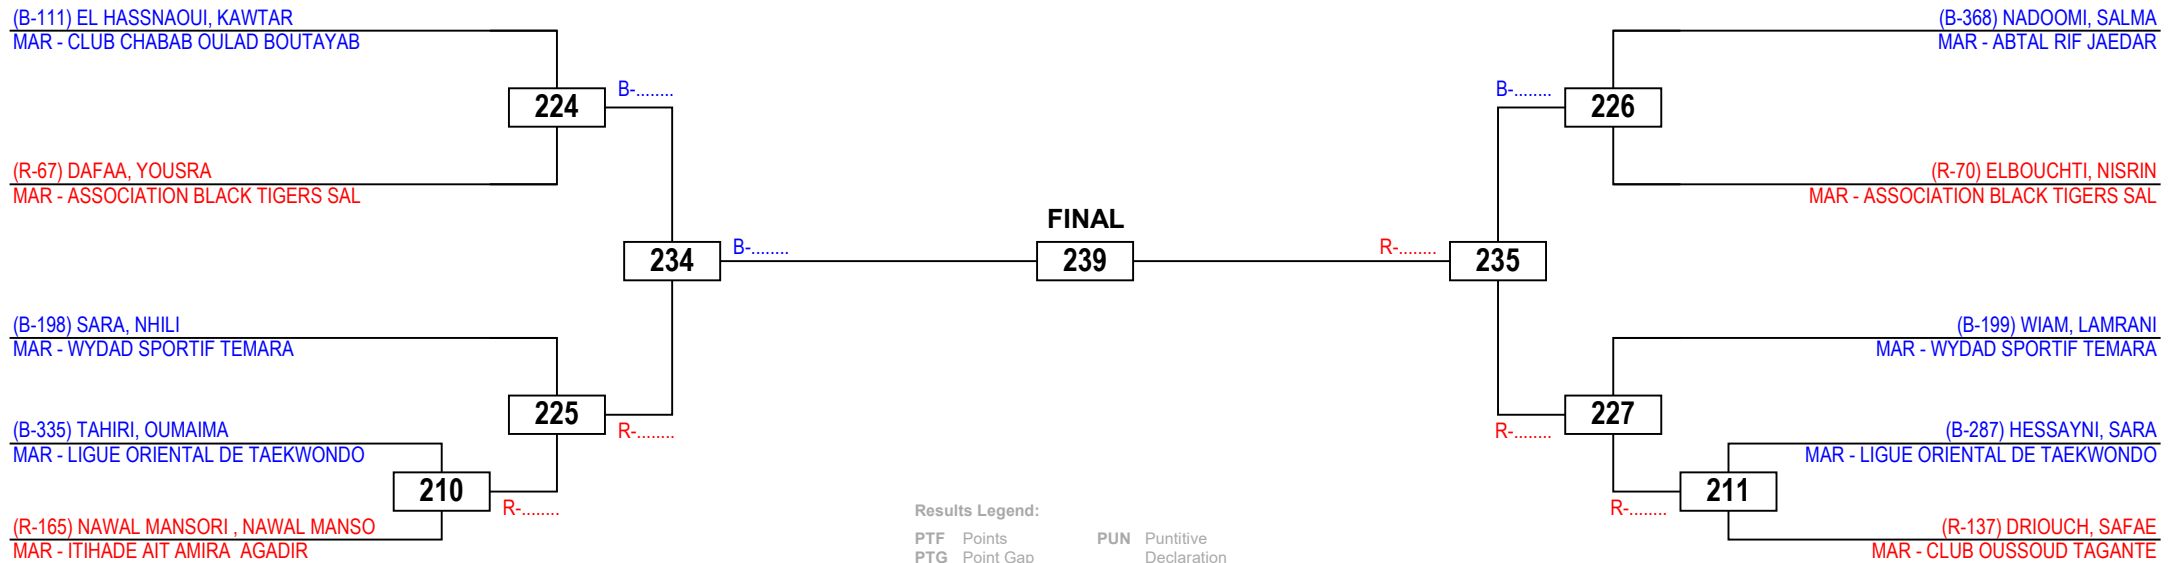 (B-111) EL HASSNAOUI, KAWTAR
MAR - CLUB CHABAB OULAD BOUTAYAB
224
B-........
(R-67) DAFAA, YOUSRA
MAR - ASSOCIATION BLACK TIGERS SAL
234
B-........
(B-198) SARA, NHILI
MAR - WYDAD SPORTIF TEMARA
225
R-........
(B-335) TAHIRI, OUMAIMA
MAR - LIGUE ORIENTAL DE TAEKWONDO
210
R-........
(R-165) NAWAL MANSORI , NAWAL MANSO
MAR - ITIHADE AIT AMIRA  AGADIR
FINAL
239
(B-368) NADOOMI, SALMA
MAR - ABTAL RIF JAEDAR
B-........
226
(R-70) ELBOUCHTI, NISRIN
MAR - ASSOCIATION BLACK TIGERS SAL
R-........
235
(B-199) WIAM, LAMRANI
MAR - WYDAD SPORTIF TEMARA
227
R-........
(B-287) HESSAYNI, SARA
MAR - LIGUE ORIENTAL DE TAEKWONDO
211
R-........
(R-137) DRIOUCH, SAFAE
MAR - CLUB OUSSOUD TAGANTE
Results Legend:
PTF Points PUN Puntitive
PTG Point Gap Declaration